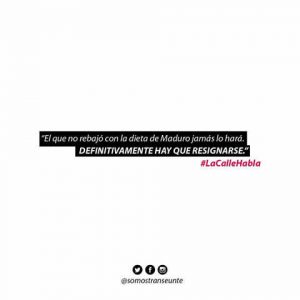 "El que no rebajó con la dieta de Maduro jamás lo hará.
DEFINITIVAMENTE HAY QUE RESIGNARSE."
#LaCalleHabla
@somostranseunte